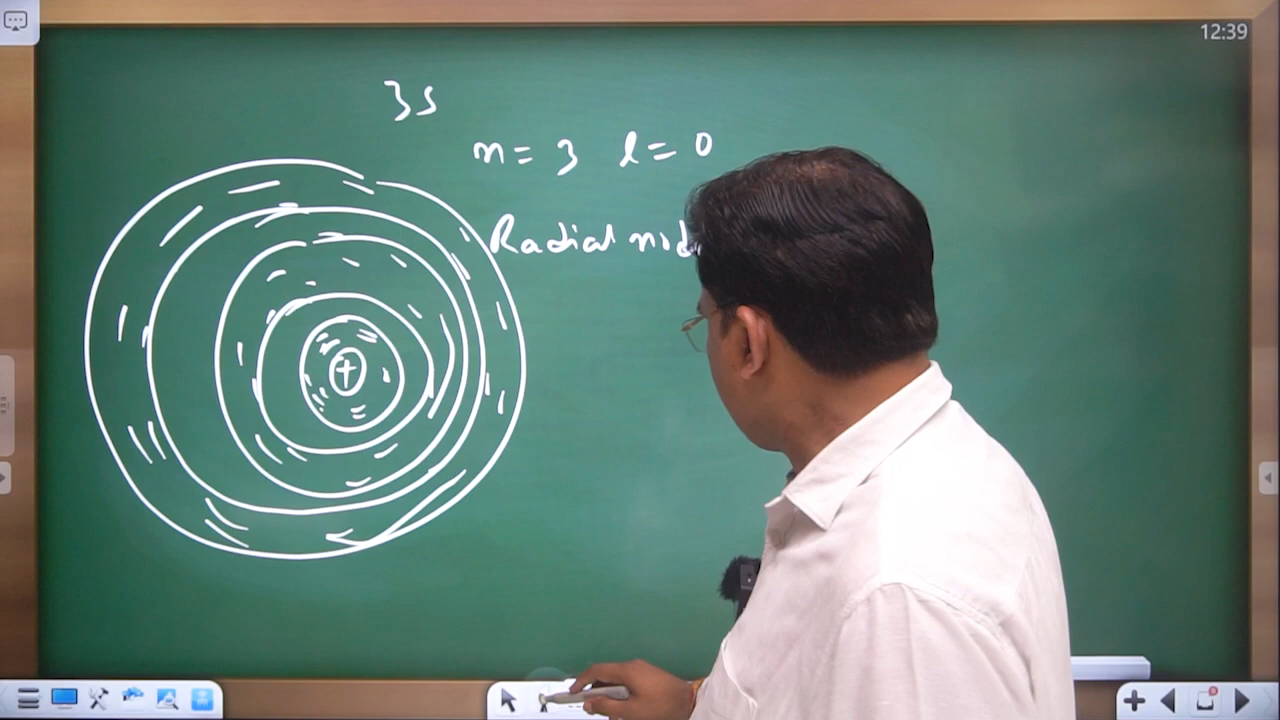 12:39
3s
n = 3 l = 0
Radial
+